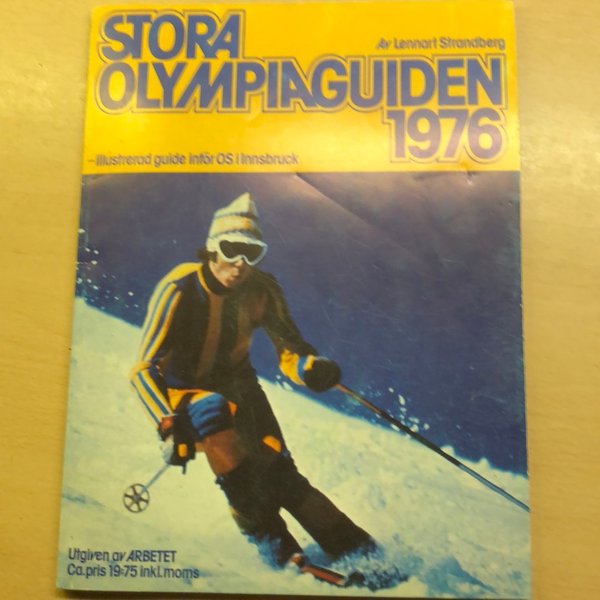 STORA
Av Lennart Strandberg
OLYMPIAGUIDEN
1976
–illustrerad guide inför OS i Innsbruck
Utgiven av ARBETET
Ca.pris 19:75 inkl.moms